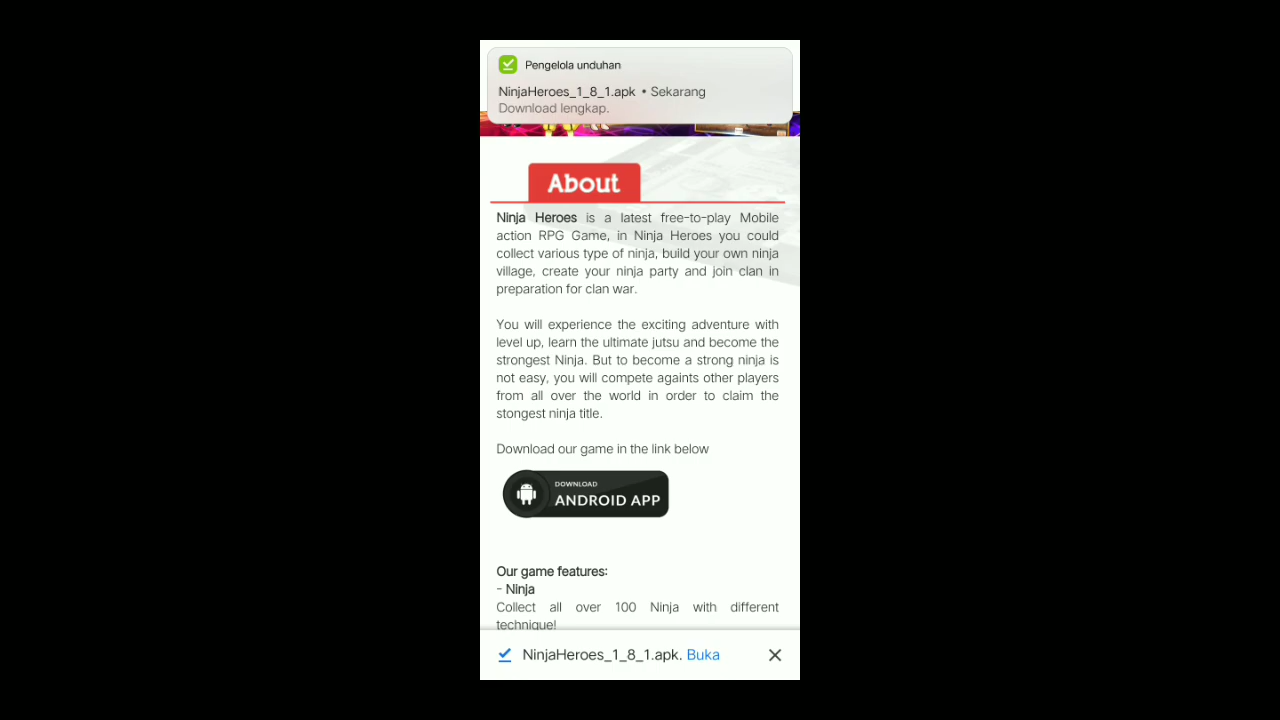 Pengelola unduhan
NinjaHeroes_1_8_1.apk • Sekarang
Download lengkap.
About
Ninja Heroes is a latest free-to-play Mobile
action RPG Game, in Ninja Heroes you could
collect various type of ninja, build your own ninja
village, create your ninja party and join clan in
preparation for clan war.
You will experience the exciting adventure with
level up, learn the ultimate jutsu and become the
strongest Ninja. But to become a strong ninja is
not easy, you will compete againts other players
from all over the world in order to claim the
stongest ninja title.
Download our game in the link below
DOWNLOAD
ANDROID APP
Our game features:
- Ninja
Collect all over 100 Ninja with different
technique!
NinjaHeroes_1_8_1.apk. Buka